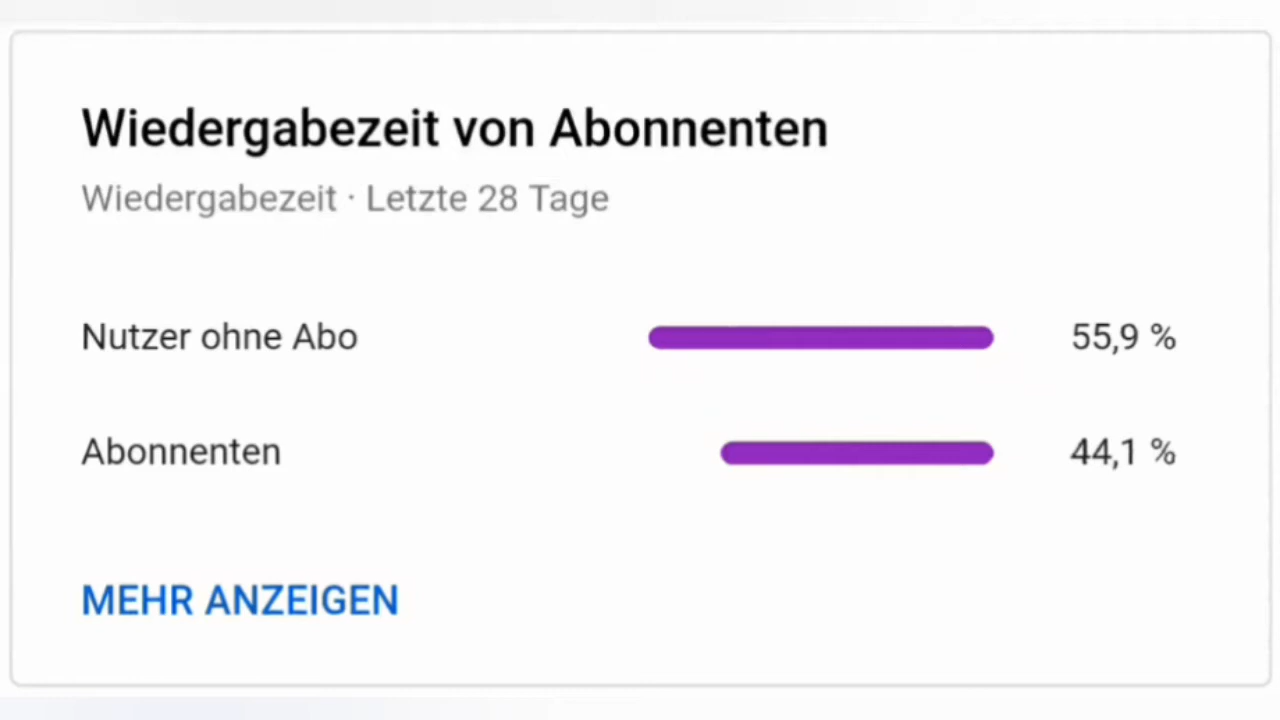 Wiedergabezeit von Abonnenten
Wiedergabezeit · Letzte 28 Tage
Nutzer ohne Abo 55,9 %
Abonnenten 44,1 %
MEHR ANZEIGEN